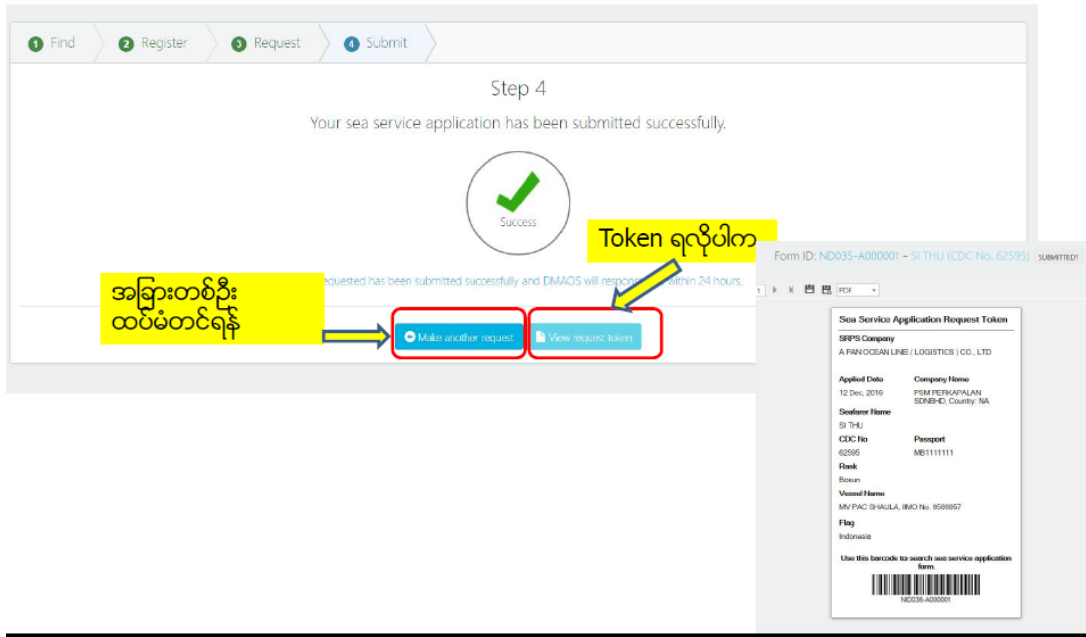 1 Find
2 Register
3 Request
4 Submit
Step 4
Your sea service application has been submitted successfully.
Success
Token ရလိုပါက
အခြားတစ်ဦး
ထပ်မံတင်ရန်
requested has been submitted successfully and DMAOS will respon within 24 hours.
Make another request
View request token
Form ID: ND035-A000001 – SI THU (CDC No. 62595) SUBMITTED!
1
PDF
Sea Service Application Request Token
SRPS Company
A PAN OCEAN LINE ( LOGISTICS ) CO., LTD
Applied Date Company Name
12 Dec, 2016 PSM PERKAPALAN
SDNBHD, Country: NA
Seafarer Name
SI THU
CDC No Passport
62595 MB1111111
Rank
Bosun
Vessel Name
MV PAC SHAULA, IMO No.
Flag
Indonesia
Use this barcode to search sea service application
form.